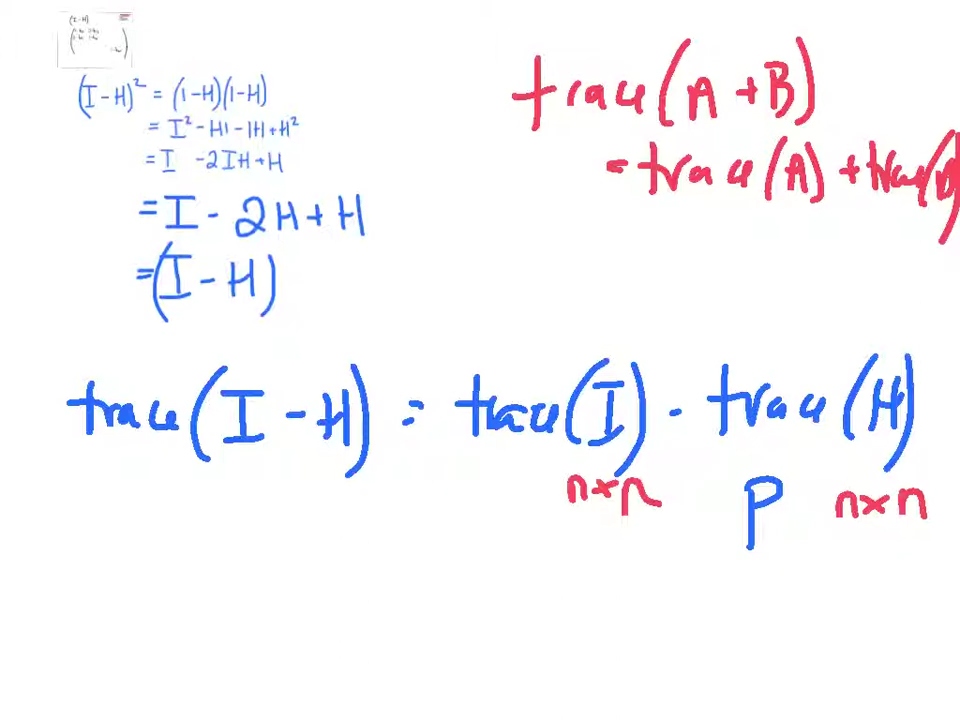 (I-H)
(I-H)² = (I-H)(I-H)
= I² - HI - IH + H²
= I - 2IH + H
= I - 2H + H
= (I - H)
trace(A + B)
= trace(A) + trace(B)
trace(I - H) = trace(I) - trace(H)
n×n p n×n